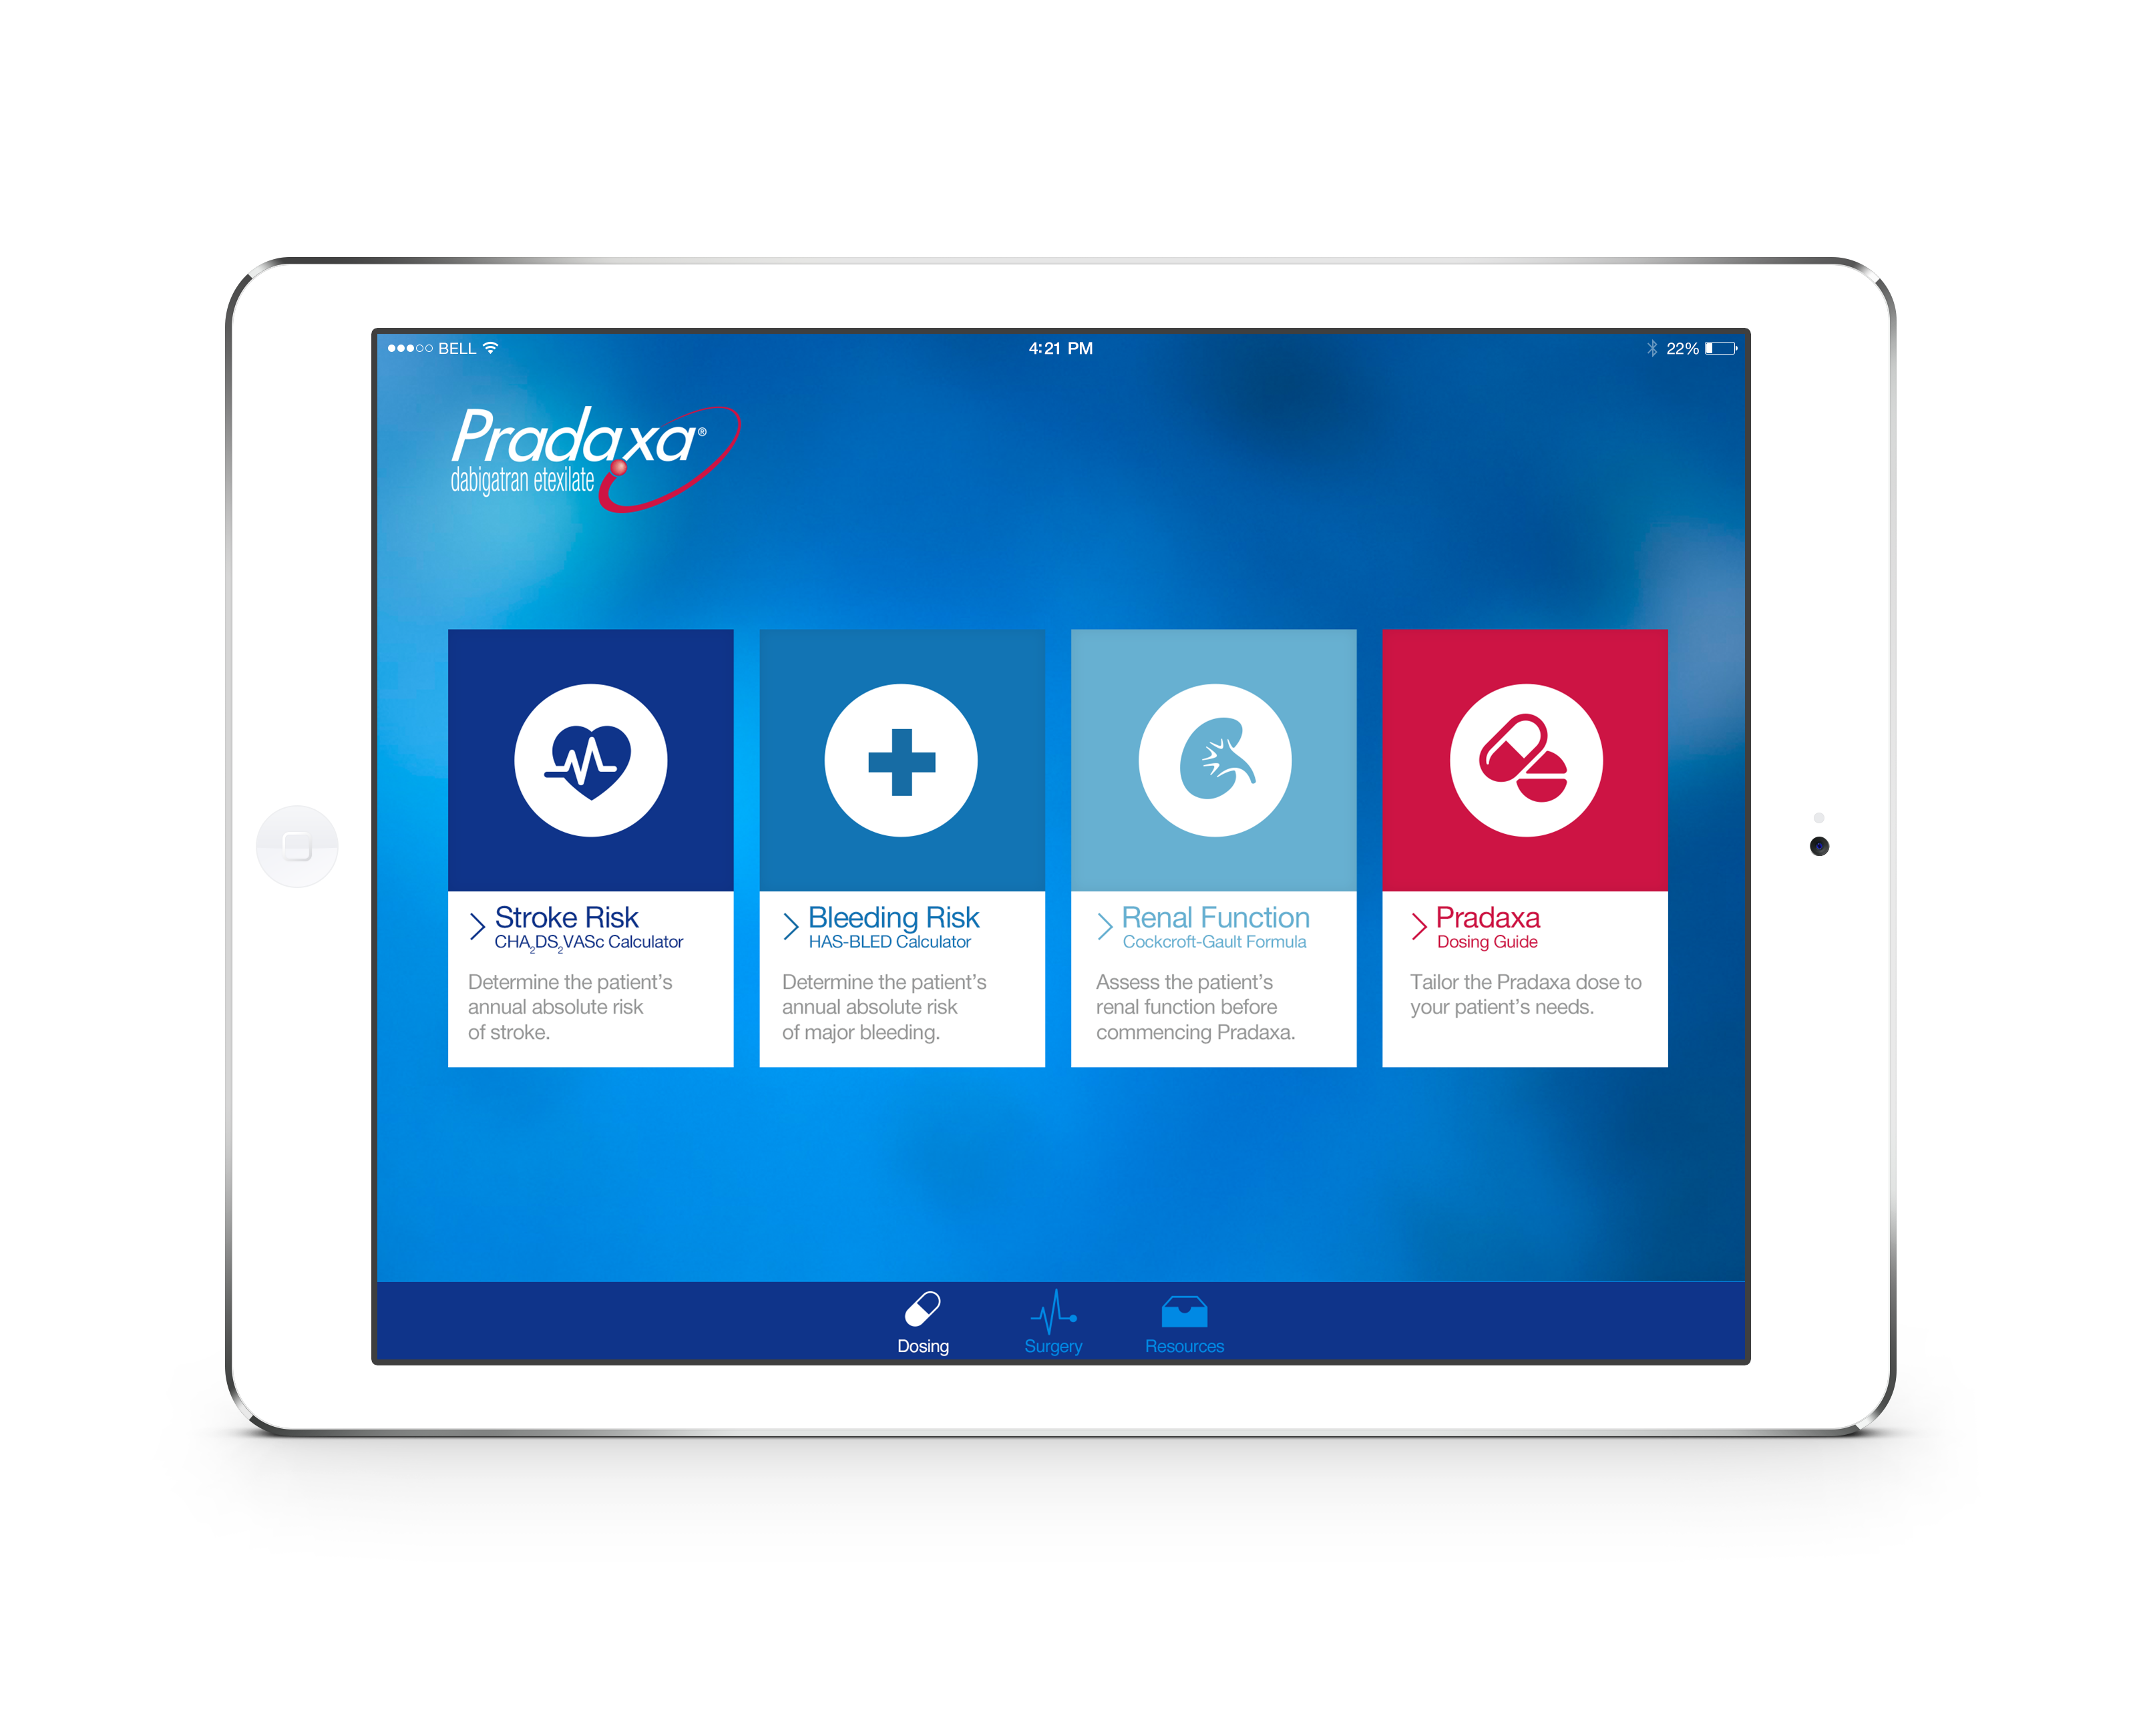 BELL
4:21 PM
22%
Pradaxa®
dabigatran etexilate
Stroke Risk
CHA₂DS₂VASc Calculator
Determine the patient’s
annual absolute risk
of stroke.
Bleeding Risk
HAS-BLED Calculator
Determine the patient’s
annual absolute risk
of major bleeding.
Renal Function
Cockcroft-Gault Formula
Assess the patient’s
renal function before
commencing Pradaxa.
Pradaxa
Dosing Guide
Tailor the Pradaxa dose to
your patient’s needs.
Dosing
Surgery
Resources